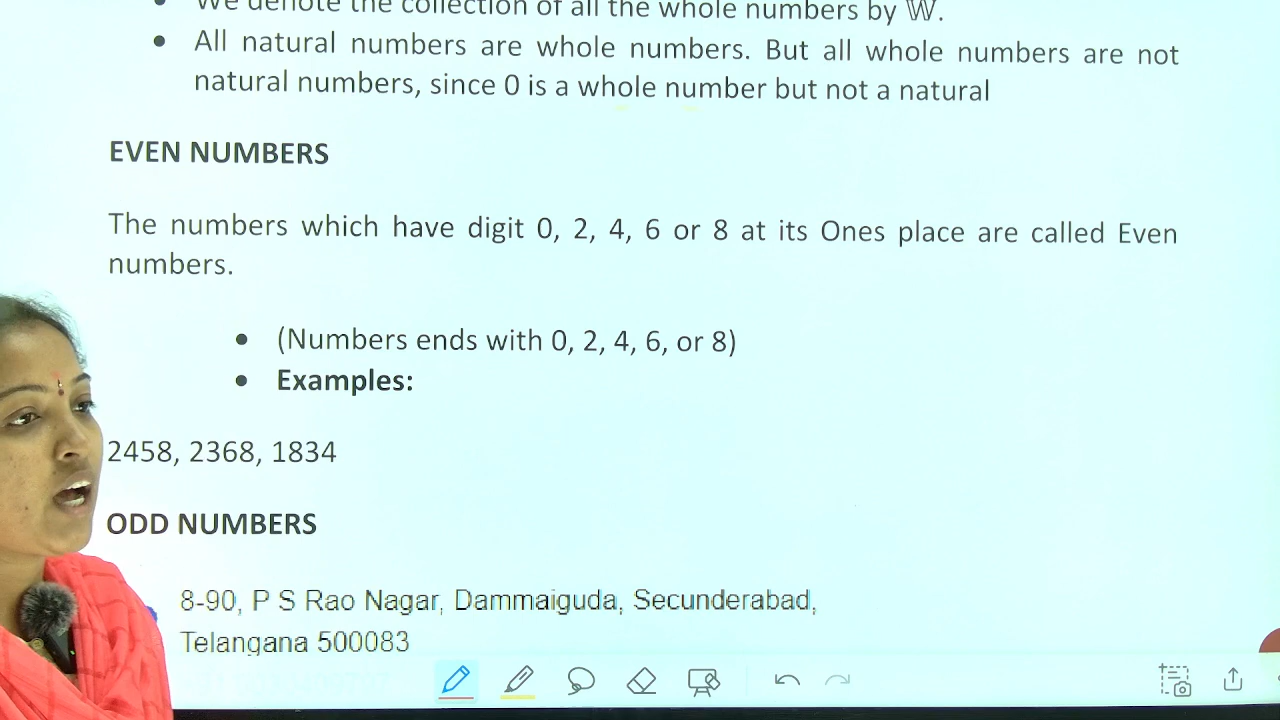 We denote the collection of all the whole numbers by 𝕎.
• All natural numbers are whole numbers. But all whole numbers are not
natural numbers, since 0 is a whole number but not a natural
EVEN NUMBERS
The numbers which have digit 0, 2, 4, 6 or 8 at its Ones place are called Even
numbers.
• (Numbers ends with 0, 2, 4, 6, or 8)
• Examples:
2458, 2368, 1834
ODD NUMBERS
8-90, P S Rao Nagar, Dammaiguda, Secunderabad,
Telangana 500083